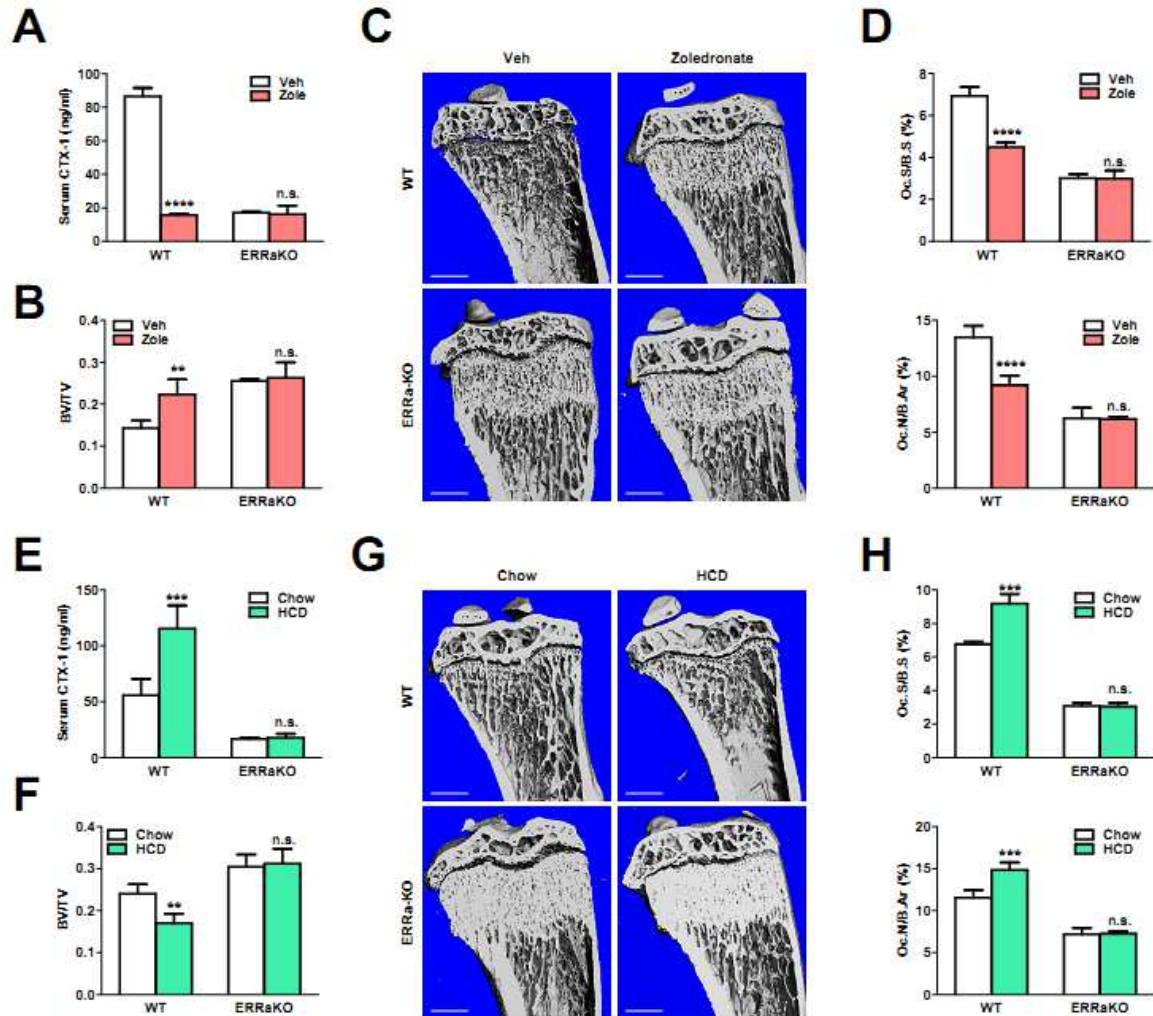 A
Serum CTX-1 (ng/ml)
100
80
60
40
20
0
Veh
Zole
****
n.s.
WT
ERRaKO
B
BV/TV
0.4
0.3
0.2
0.1
0.0
Veh
Zole
**
n.s.
WT
ERRaKO
C
Veh
Zoledronate
WT
ERRa-KO
D
Oc.S/B.S (%)
8
6
4
2
0
Veh
Zole
****
n.s.
WT
ERRaKO
Oc.N/B.Ar (%)
15
10
5
0
Veh
Zole
****
n.s.
WT
ERRaKO
E
Serum CTX-1 (ng/ml)
150
100
50
0
Chow
HCD
***
n.s.
WT
ERRaKO
F
BV/TV
0.4
0.3
0.2
0.1
0.0
Chow
HCD
**
n.s.
WT
ERRaKO
G
Chow
HCD
WT
ERRa-KO
H
Oc.S/B.S (%)
10
8
6
4
2
0
Chow
HCD
***
n.s.
WT
ERRaKO
Oc.N/B.Ar (%)
20
15
10
5
0
Chow
HCD
***
n.s.
WT
ERRaKO